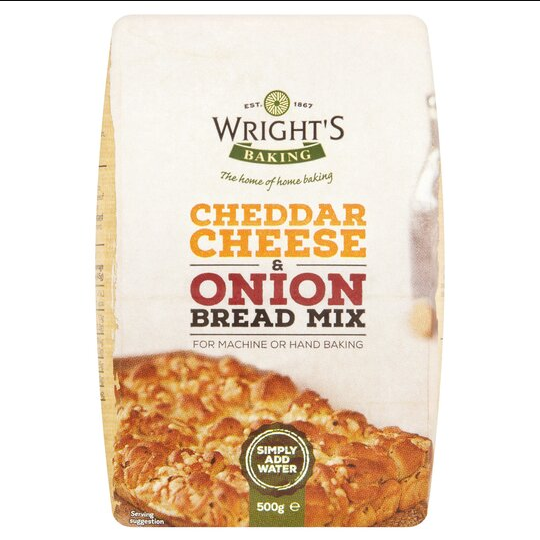 EST. 1867
WRIGHT'S
BAKING
The home of home baking
CHEDDAR
CHEESE
&
ONION
BREAD MIX
FOR MACHINE OR HAND BAKING
SIMPLY
ADD
WATER
500g ℮
Serving
suggestion